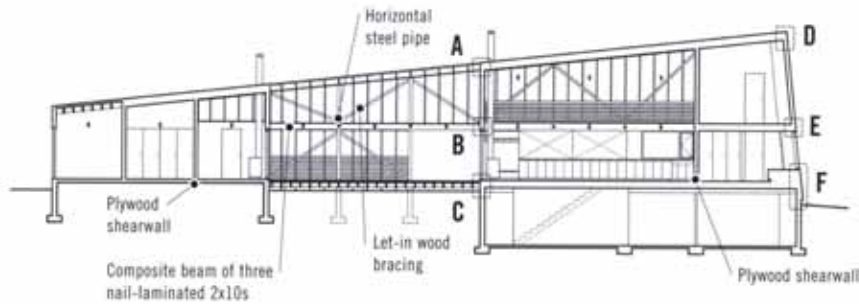 Horizontal
steel pipe
A
D
B
E
F
C
Plywood
shearwall
Let-in wood
bracing
Composite beam of three
nail-laminated 2x10s
Plywood shearwall